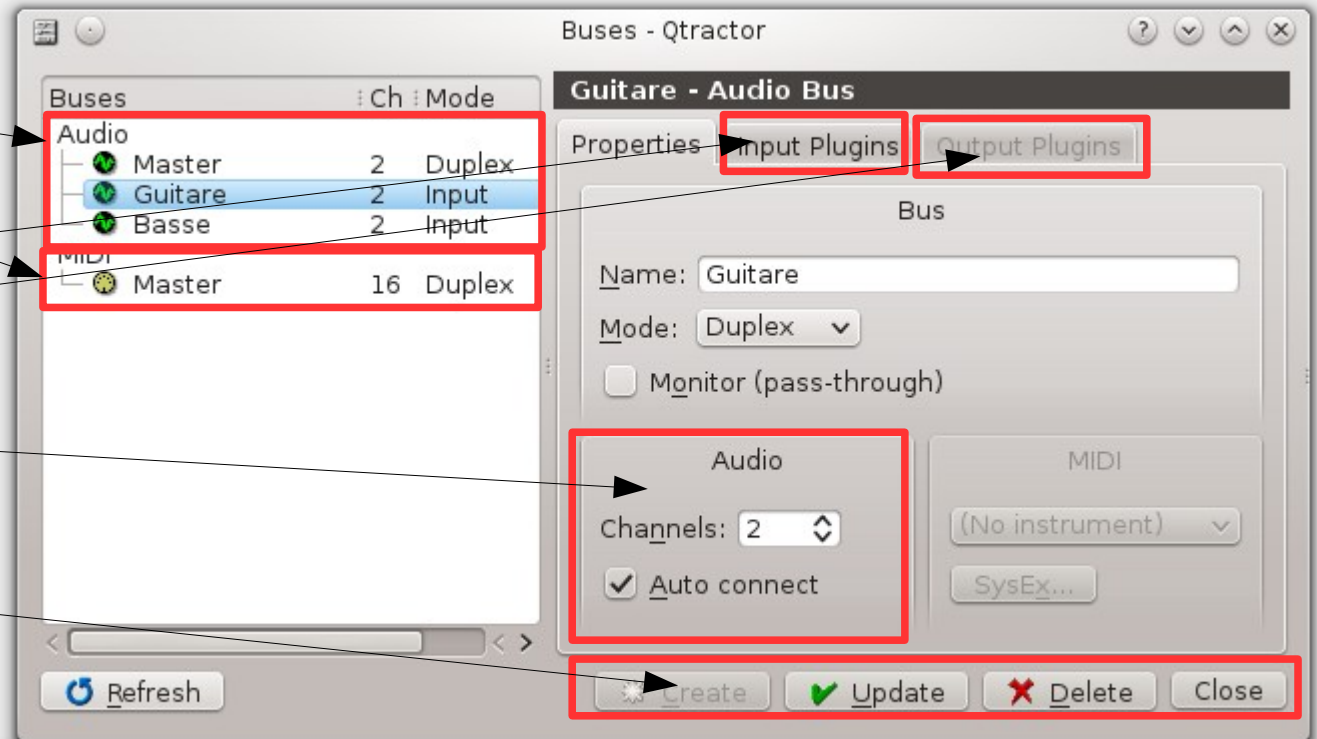 Buses - Qtractor
Buses Ch Mode
Audio
Master 2 Duplex
Guitare 2 Input
Basse 2 Input
MIDI
Master 16 Duplex
Refresh
Guitare - Audio Bus
Properties Input Plugins Output Plugins
Bus
Name: Guitare
Mode: Duplex
Monitor (pass-through)
Audio
Channels: 2
Auto connect
MIDI
(No instrument)
SysEx...
Create Update Delete Close